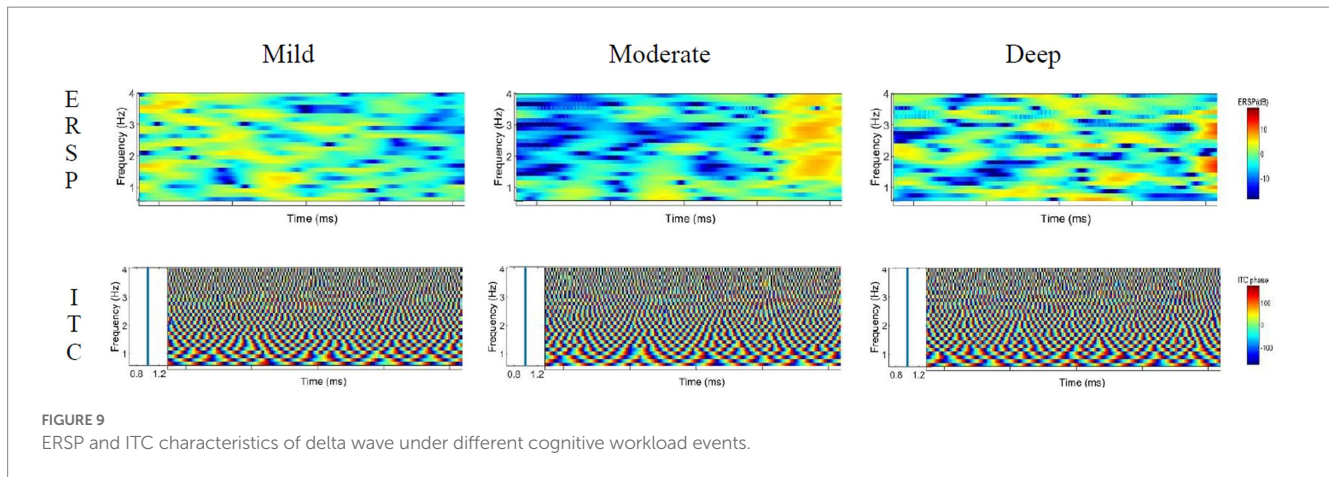 Mild Moderate Deep
E
R
S
P
Frequency (Hz)
4
3
2
1
Time (ms)
Frequency (Hz)
4
3
2
1
Time (ms)
Frequency (Hz)
4
3
2
1
Time (ms)
ERSP(dB)
10
0
-10
I
T
C
Frequency (Hz)
4
3
2
1
0.8 1.2
Time (ms)
Frequency (Hz)
4
3
2
1
0.8 1.2
Time (ms)
Frequency (Hz)
4
3
2
1
0.8 1.2
Time (ms)
ITC phase
100
0
-100
FIGURE 9
ERSP and ITC characteristics of delta wave under different cognitive workload events.